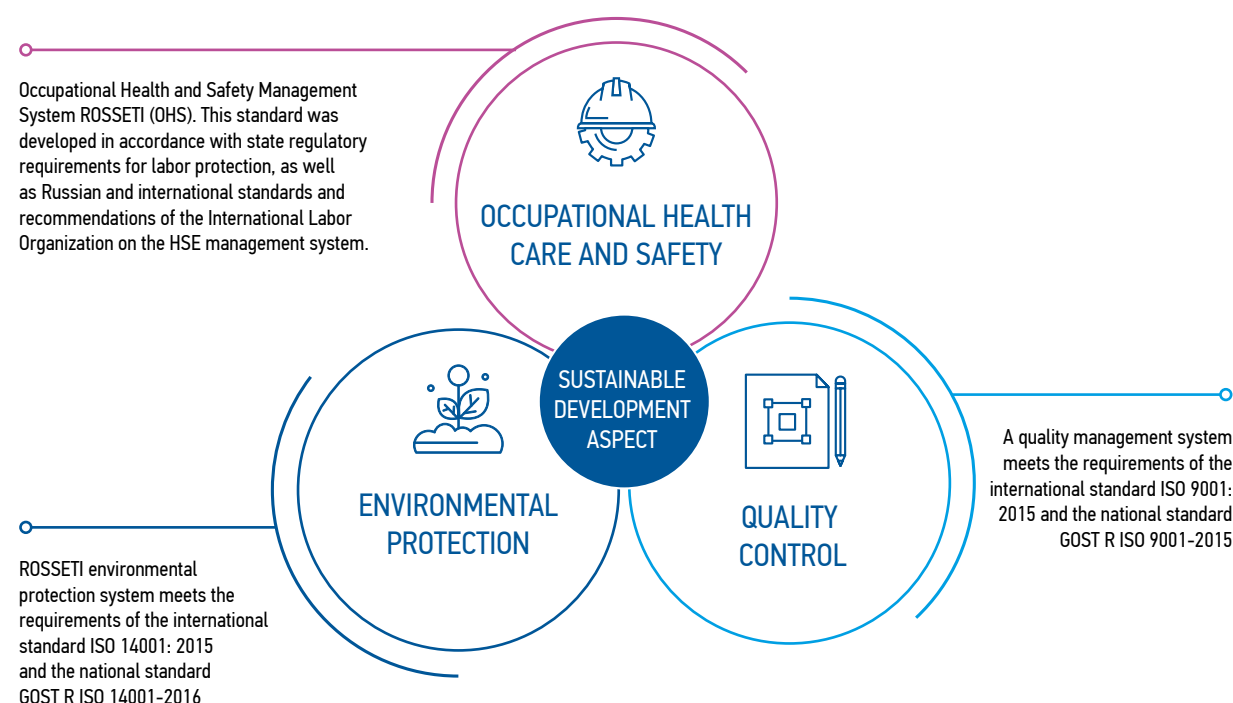 Occupational Health and Safety Management
System ROSSETI (OHS). This standard was
developed in accordance with state regulatory
requirements for labor protection, as well
as Russian and international standards and
recommendations of the International Labor
Organization on the HSE management system.
OCCUPATIONAL HEALTH
CARE AND SAFETY
SUSTAINABLE
DEVELOPMENT
ASPECT
ENVIRONMENTAL
PROTECTION
QUALITY
CONTROL
A quality management system
meets the requirements of the
international standard ISO 9001:
2015 and the national standard
GOST R ISO 9001-2015
ROSSETI environmental
protection system meets the
requirements of the international
standard ISO 14001: 2015
and the national standard
GOST R ISO 14001-2016